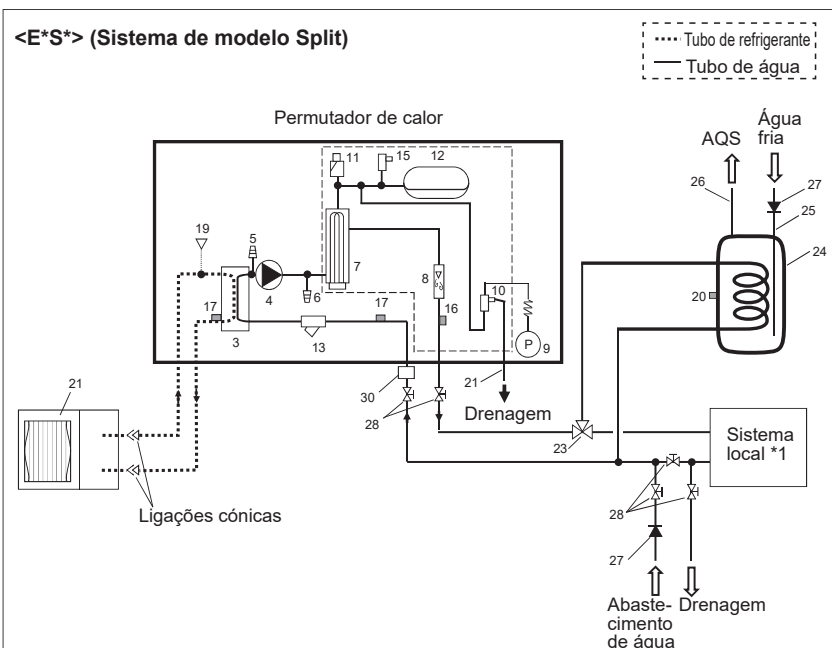 <E*S*> (Sistema de modelo Split)
Tubo de refrigerante
Tubo de água
Permutador de calor
AQS
Água
fria
11
15
12
26
27
25
24
19
5
7
8
10
20
4
6
16
17
17
3
13
P
9
21
30
28
21
Drenagem
23
Sistema
local *1
Ligações cónicas
28
27
Abaste-
cimento
de água
Drenagem